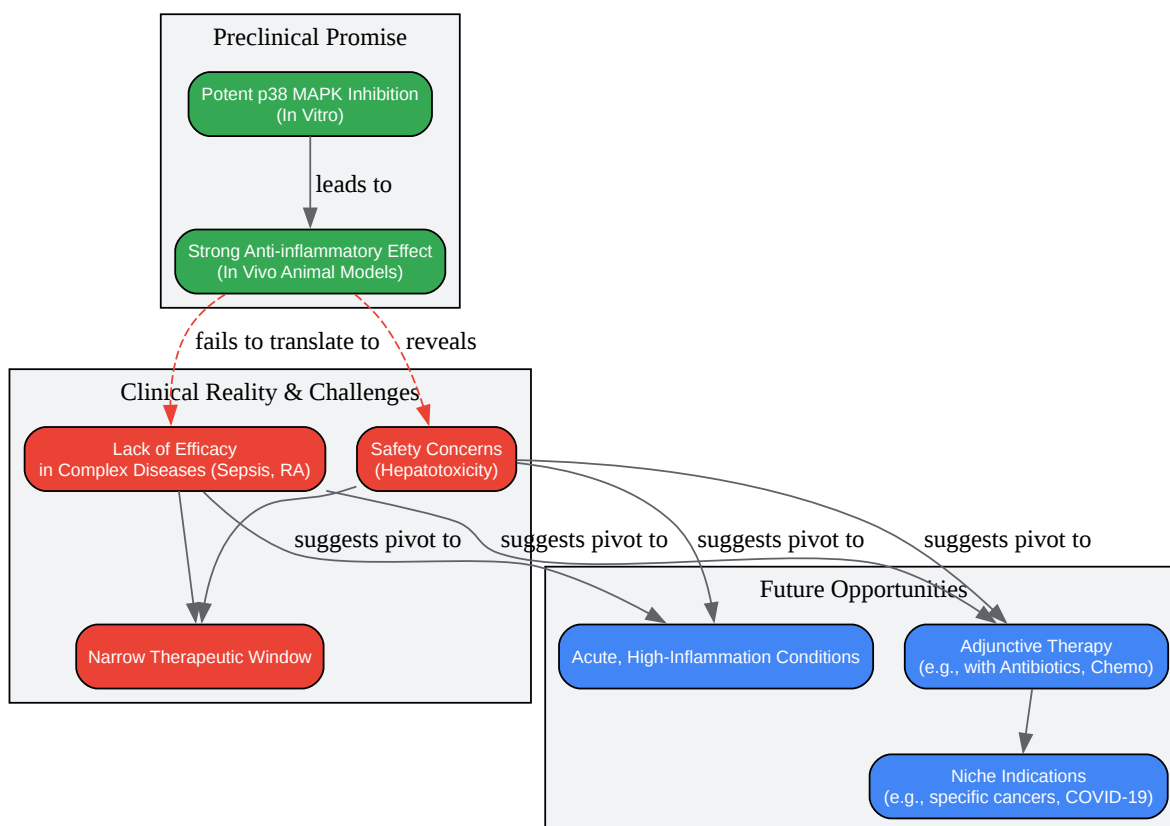 Preclinical Promise
Potent p38 MAPK Inhibition
(In Vitro)
leads to
Strong Anti-inflammatory Effect
(In Vivo Animal Models)
fails to translate to
reveals
Clinical Reality & Challenges
Lack of Efficacy
in Complex Diseases (Sepsis, RA)
Safety Concerns
(Hepatotoxicity)
suggests pivot to
suggests pivot to
suggests pivot to
suggests pivot to
Future Opportunities
Narrow Therapeutic Window
Acute, High-Inflammation Conditions
Adjunctive Therapy
(e.g., with Antibiotics, Chemo)
Niche Indications
(e.g., specific cancers, COVID-19)